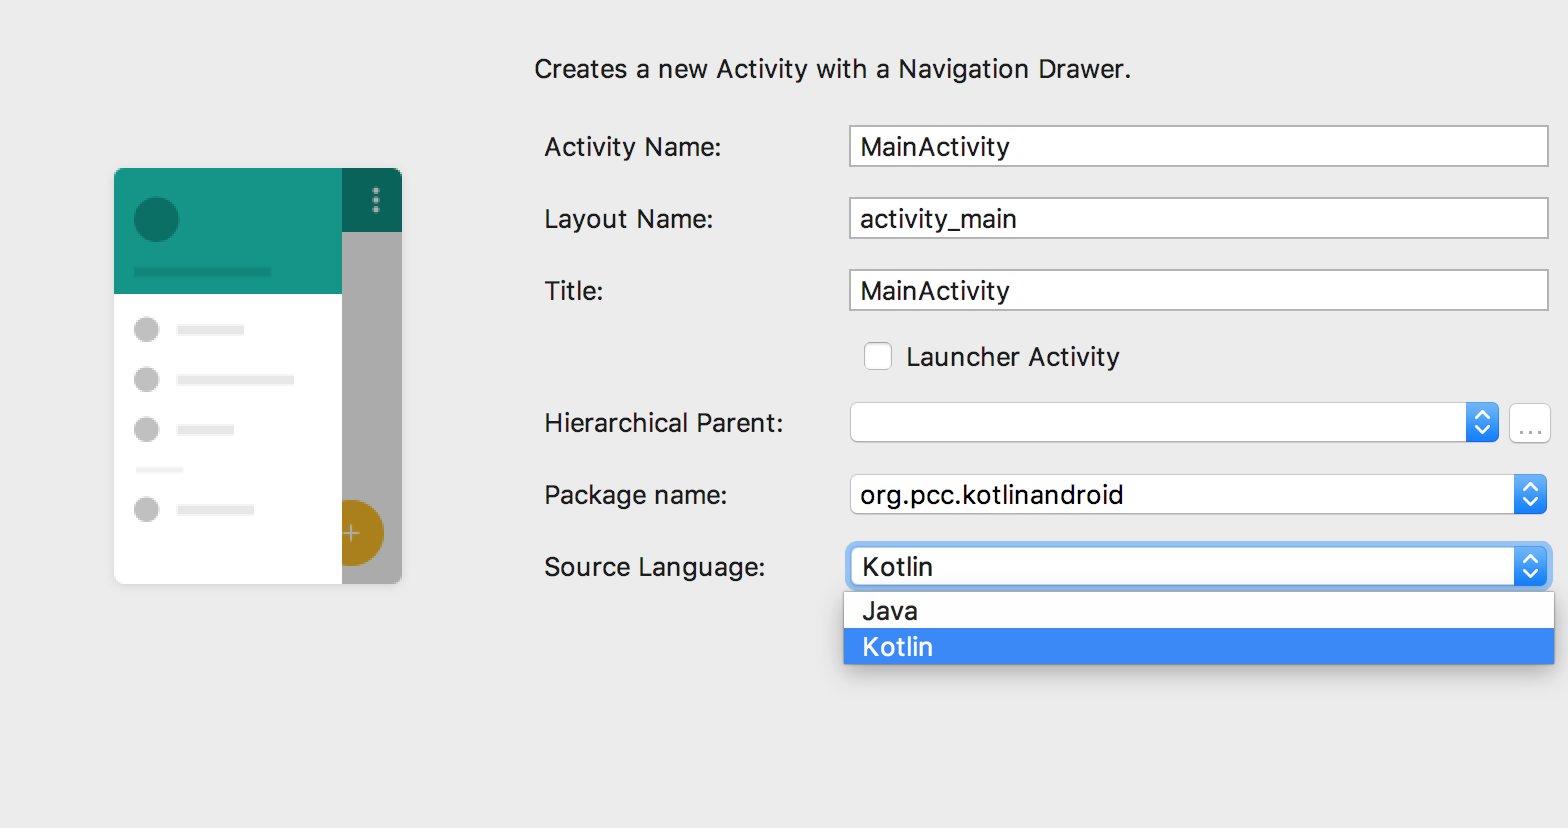 Creates a new Activity with a Navigation Drawer.
Activity Name: MainActivity
Layout Name: activity_main
Title: MainActivity
Launcher Activity
Hierarchical Parent: ...
Package name: org.pcc.kotlinandroid
Source Language: Kotlin
Java
Kotlin